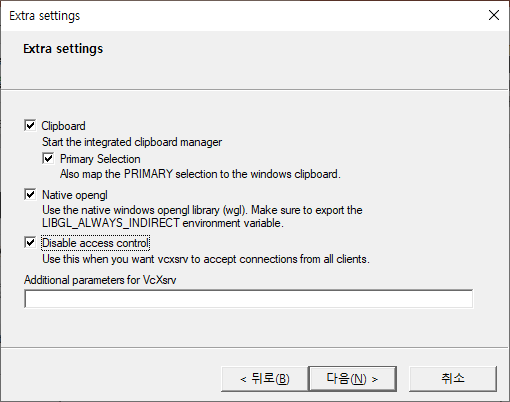 Extra settings
Extra settings
Clipboard
Start the integrated clipboard manager
Primary Selection
Also map the PRIMARY selection to the windows clipboard.
Native opengl
Use the native windows opengl library (wgl). Make sure to export the
LIBGL_ALWAYS_INDIRECT environment variable.
Disable access control
Use this when you want vcxsrv to accept connections from all clients.
Additional parameters for VcXsrv
< 뒤로(B) 다음(N) > 취소